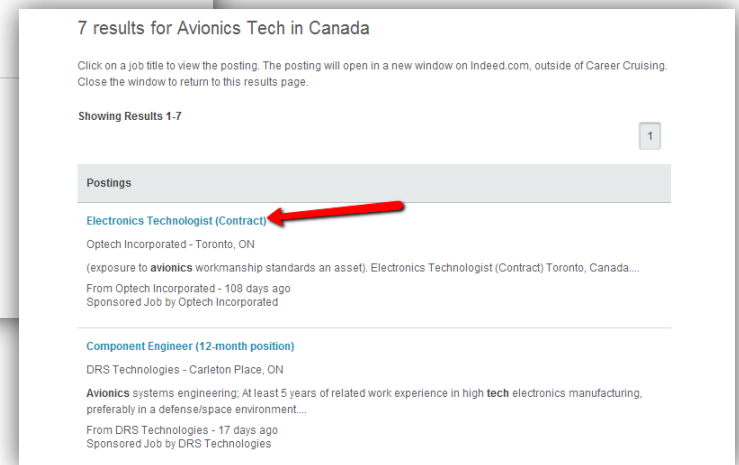 7 results for Avionics Tech in Canada
Click on a job title to view the posting. The posting will open in a new window on Indeed.com, outside of Career Cruising.
Close the window to return to this results page.
Showing Results 1-7
1
Postings
Electronics Technologist (Contract)
Optech Incorporated - Toronto, ON
(exposure to avionics workmanship standards an asset). Electronics Technologist (Contract) Toronto, Canada....
From Optech Incorporated - 108 days ago
Sponsored Job by Optech Incorporated
Component Engineer (12-month position)
DRS Technologies - Carleton Place, ON
Avionics systems engineering; At least 5 years of related work experience in high tech electronics manufacturing,
preferably in a defense/space environment....
From DRS Technologies - 17 days ago
Sponsored Job by DRS Technologies